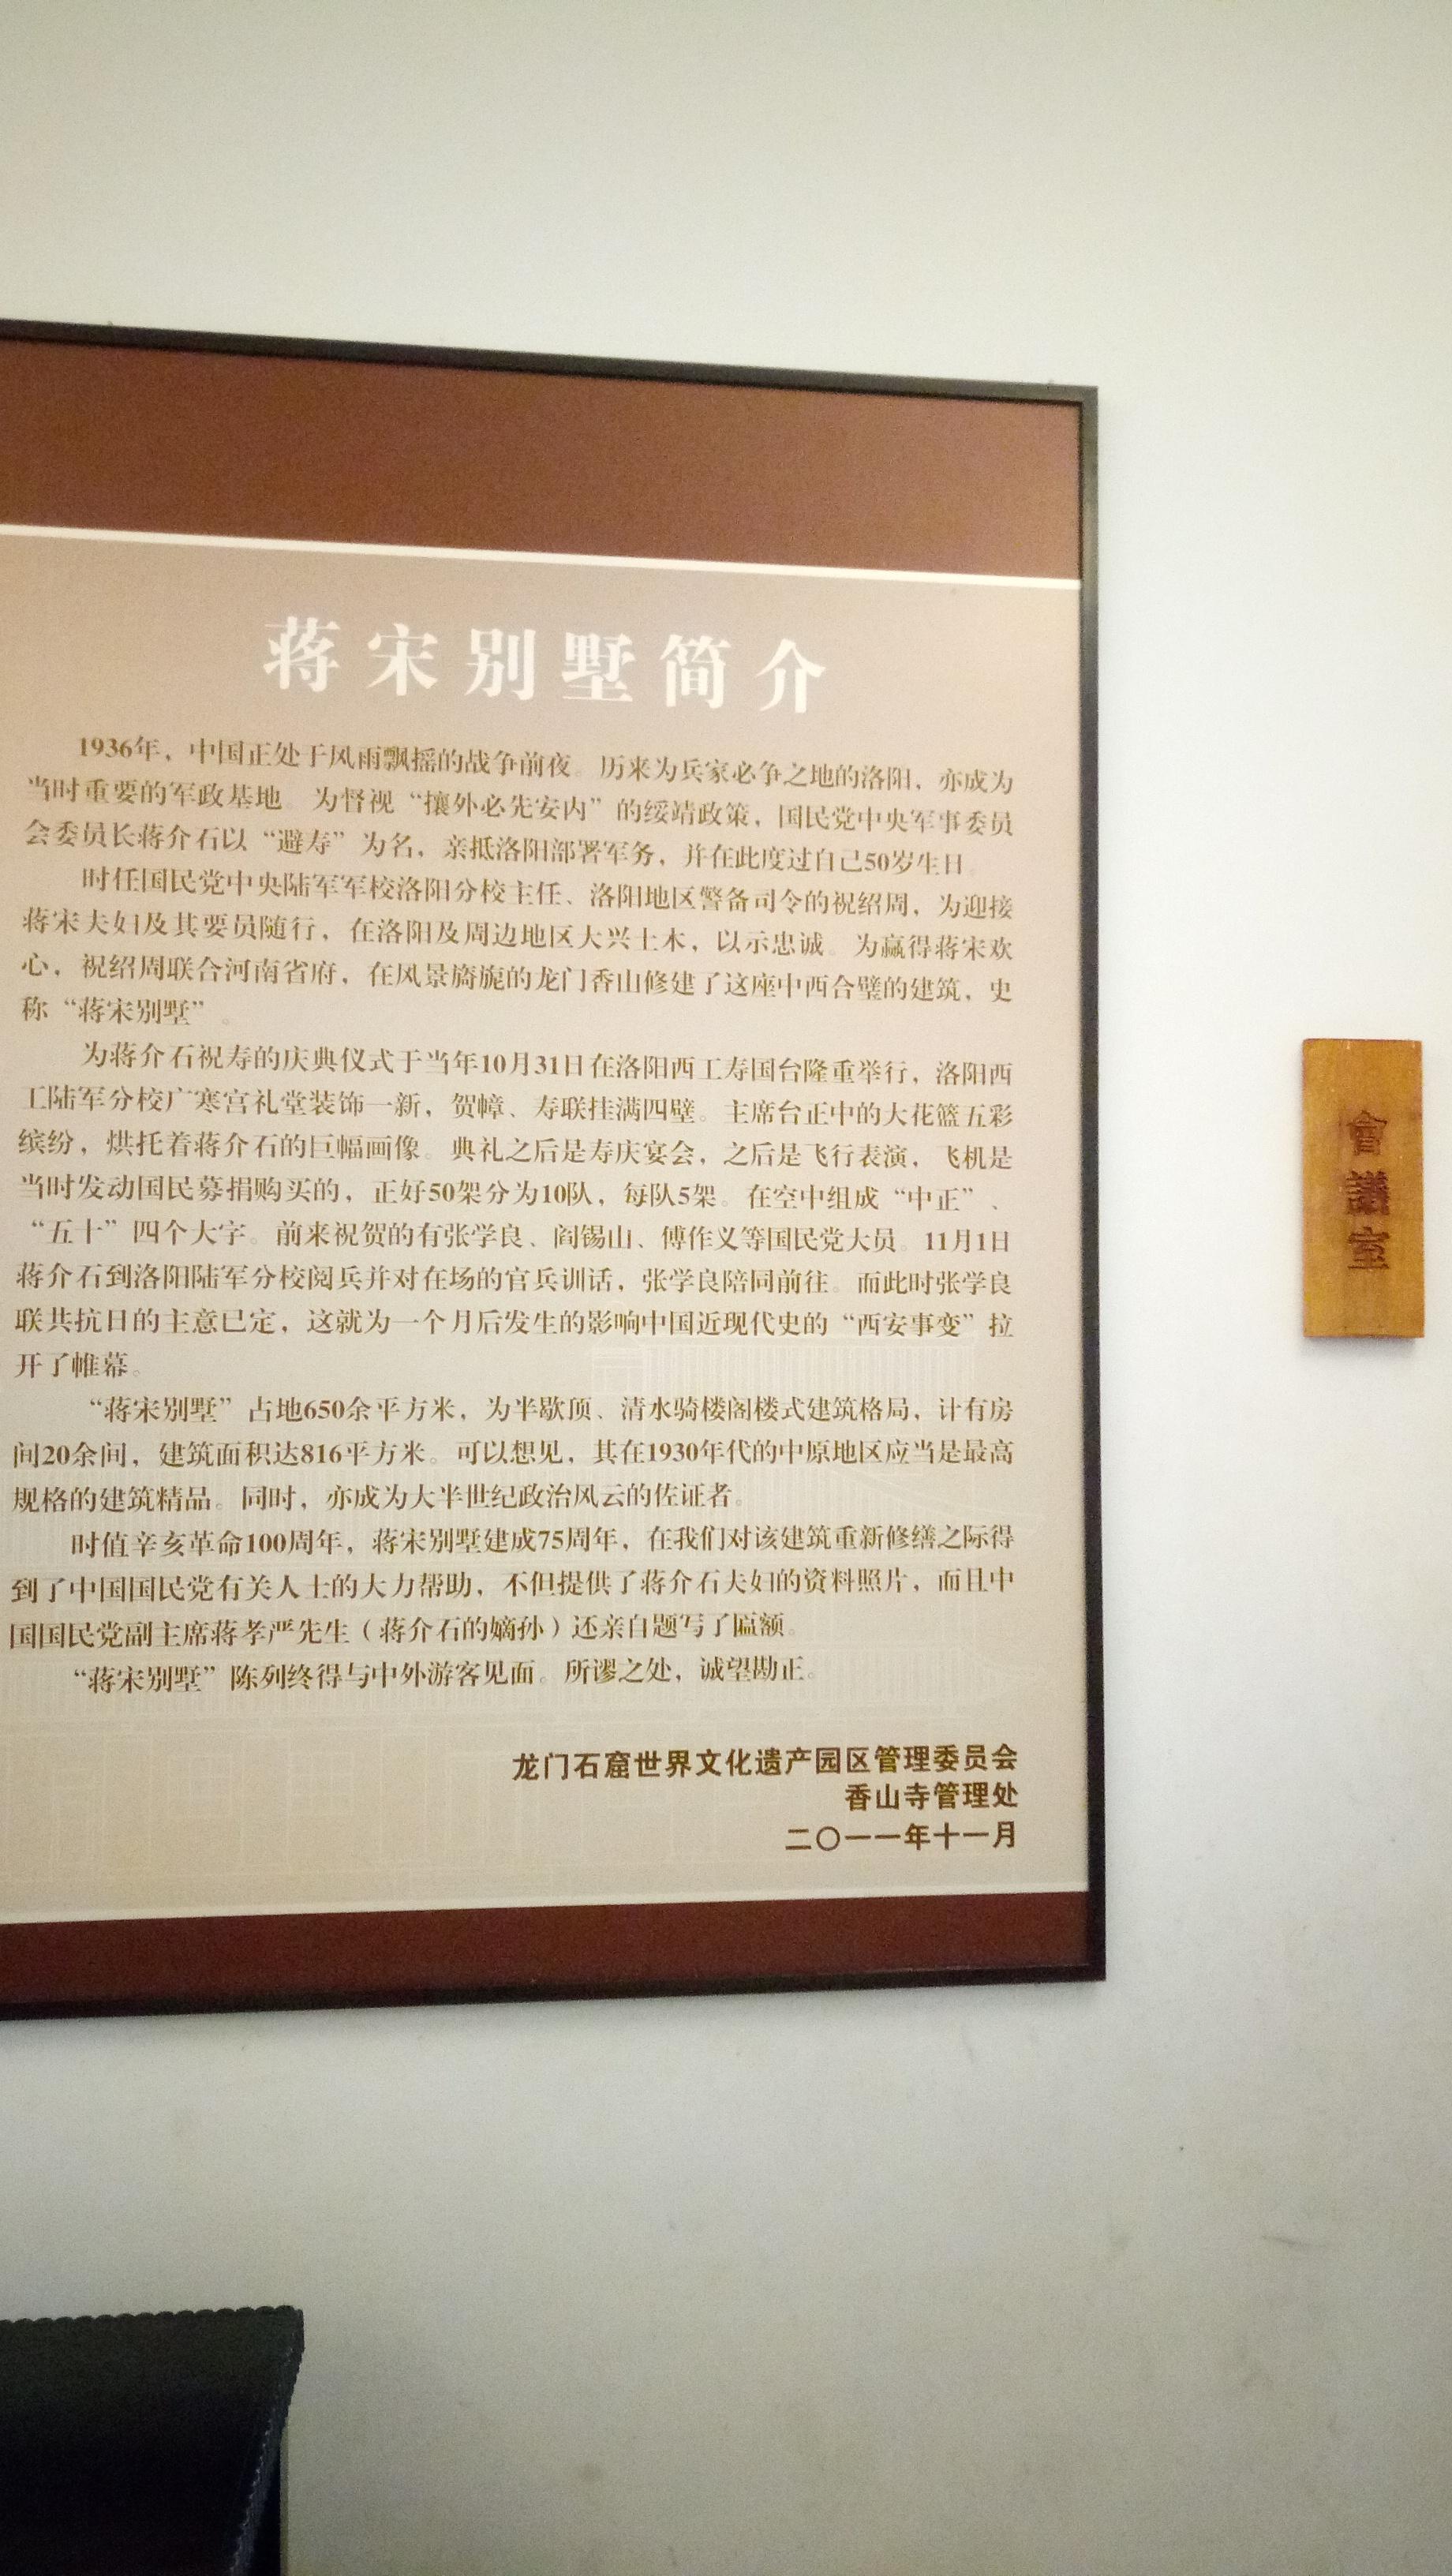 蒋宋别墅简介
1936年，中国正处于风雨飘摇的战争前夜。历来为兵家必争之地的洛阳，亦成为
当时重要的军政基地。为督视“攘外必先安内”的绥靖政策，国民党中央军事委员
会委员长蒋介石以“避寿”为名，亲抵洛阳部署军务，并在此度过自己50岁生日。
时任国民党中央陆军军校洛阳分校主任、洛阳地区警备司令的祝绍周，为迎接
蒋宋夫妇及其要员随行，在洛阳及周边地区大兴土木，以示忠诚。为赢得蒋宋欢
心，祝绍周联合河南省府，在风景旖旎的龙门香山修建了这座中西合璧的建筑，史
称“蒋宋别墅”。
为蒋介石祝寿的庆典仪式于当年10月31日在洛阳西工寿国台隆重举行，洛阳西
工陆军分校广寒宫礼堂装饰一新，贺幛、寿联挂满四壁。主席台正中的大花篮五彩
缤纷，烘托着蒋介石的巨幅画像。典礼之后是寿庆宴会，之后是飞行表演，飞机是
当时发动国民募捐购买的，正好50架分为10队，每队5架。在空中组成“中正”、
“五十”四个大字。前来祝贺的有张学良、阎锡山、傅作义等国民党大员。11月1日
蒋介石到洛阳陆军分校阅兵并对在场的官兵训话，张学良陪同前往。而此时张学良
联共抗日的主意已定，这就为一个月后发生的影响中国近现代史的“西安事变”拉
开了帷幕。
“蒋宋别墅”占地650余平方米，为半歇顶、清水骑楼阁楼式建筑格局，计有房
间20余间，建筑面积达816平方米。可以想见，其在1930年代的中原地区应当是最高
规格的建筑精品。同时，亦成为大半世纪政治风云的佐证者。
时值辛亥革命100周年，蒋宋别墅建成75周年，在我们对该建筑重新修缮之际得
到了中国国民党有关人士的大力帮助，不但提供了蒋介石夫妇的资料照片，而且中
国国民党副主席蒋孝严先生（蒋介石的嫡孙）还亲自题写了匾额。
“蒋宋别墅”陈列终得与中外游客见面。所谬之处，诚望勘正。
龙门石窟世界文化遗产园区管理委员会
香山寺管理处
二〇一一年十一月
會議室